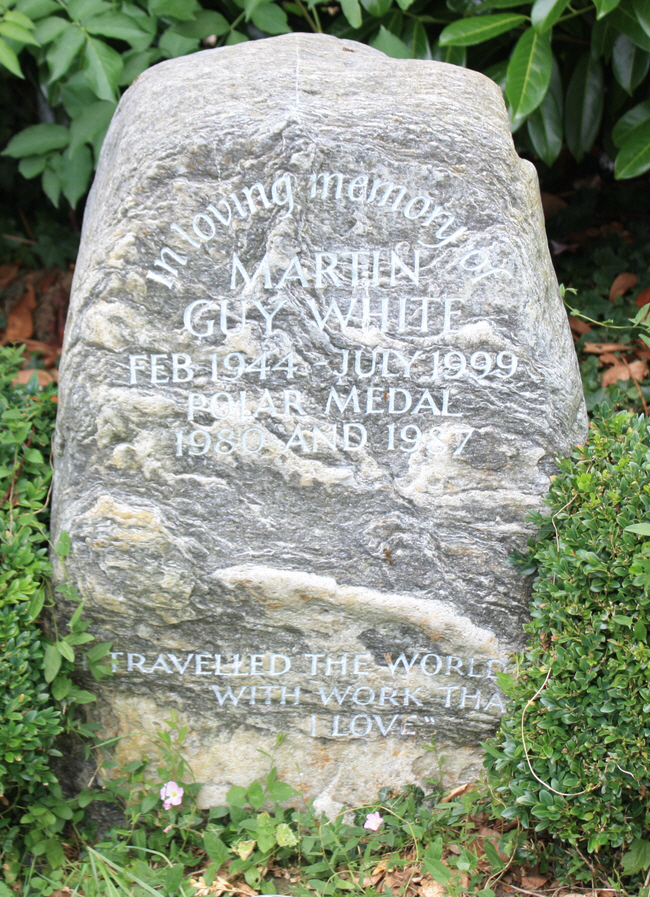 In loving memory of
MARTIN
GUY WHITE
FEB 1944 - JULY 1999
POLAR MEDAL
1980 AND 1987
TRAVELLED THE WORLD
WITH WORK THA
I LOVE"